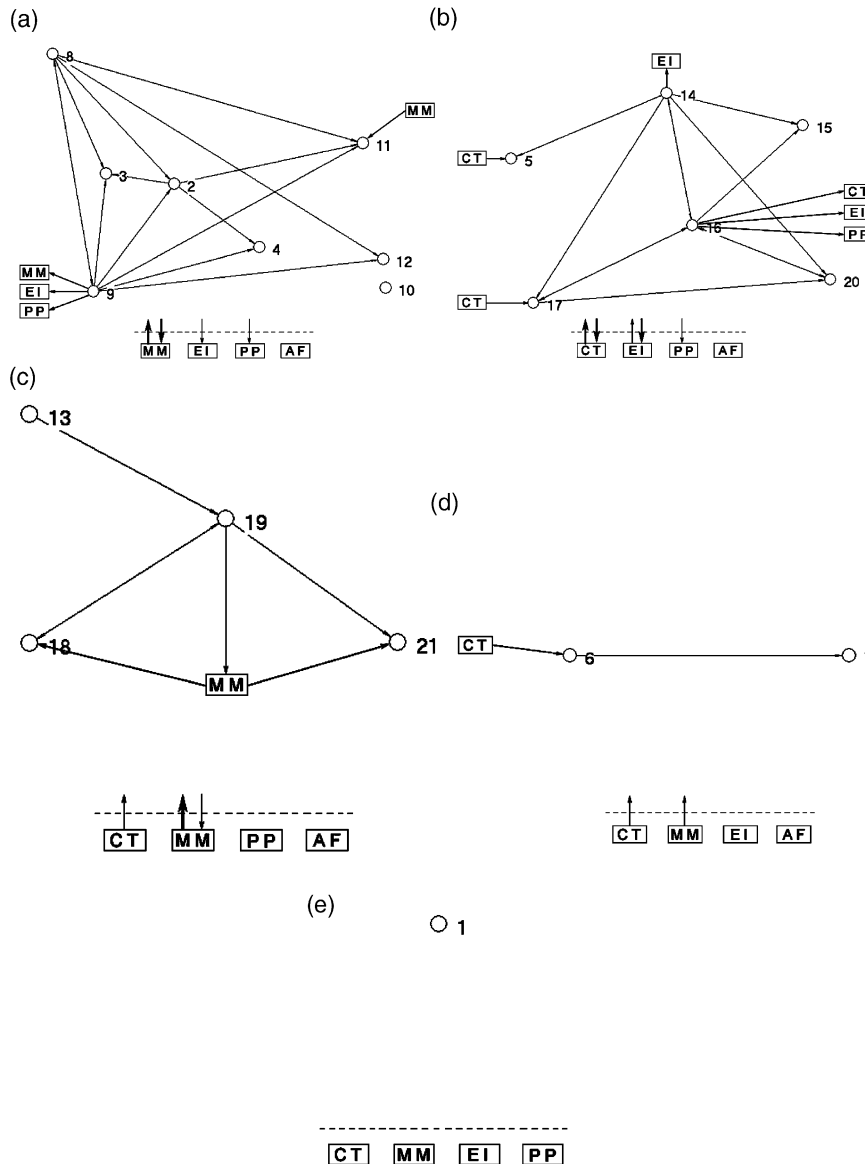 (a)
8
MM
11
3
2
4
12
10
MM
EI
PP
9
MM EI PP AF
(b)
EI
14
15
CT
5
CT
EI
PP
16
20
CT
17
CT EI PP AF
(c)
13
19
18
21
MM
CT MM PP AF
(d)
CT
6
CT MM EI AF
(e)
1
CT MM EI PP